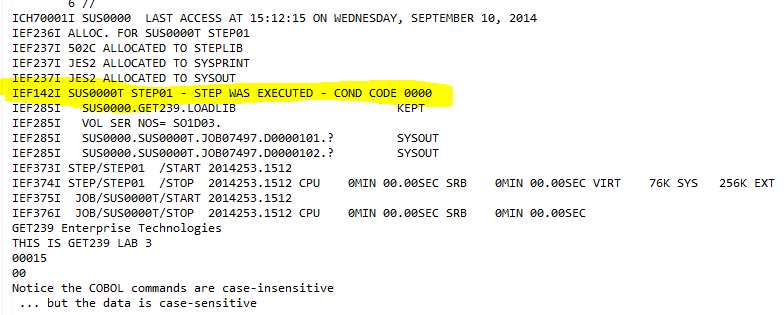 6 //
ICH70001I SUS0000 LAST ACCESS AT 15:12:15 ON WEDNESDAY, SEPTEMBER 10, 2014
IEF236I ALLOC. FOR SUS0000T STEP01
IEF237I 502C ALLOCATED TO STEPLIB
IEF237I JES2 ALLOCATED TO SYSPRINT
IEF237I JES2 ALLOCATED TO SYSOUT
IEF142I SUS0000T STEP01 - STEP WAS EXECUTED - COND CODE 0000
IEF285I SUS0000.GET239.LOADLIB KEPT
IEF285I VOL SER NOS= SO1D03.
IEF285I SUS0000.SUS0000T.JOB07497.D0000101.? SYSOUT
IEF285I SUS0000.SUS0000T.JOB07497.D0000102.? SYSOUT
IEF373I STEP/STEP01 /START 2014253.1512
IEF374I STEP/STEP01 /STOP 2014253.1512 CPU 0MIN 00.00SEC SRB 0MIN 00.00SEC VIRT 76K SYS 256K EXT
IEF375I JOB/SUS0000T/START 2014253.1512
IEF376I JOB/SUS0000T/STOP 2014253.1512 CPU 0MIN 00.00SEC SRB 0MIN 00.00SEC
GET239 Enterprise Technologies
THIS IS GET239 LAB 3
00015
00
Notice the COBOL commands are case-insensitive
... but the data is case-sensitive